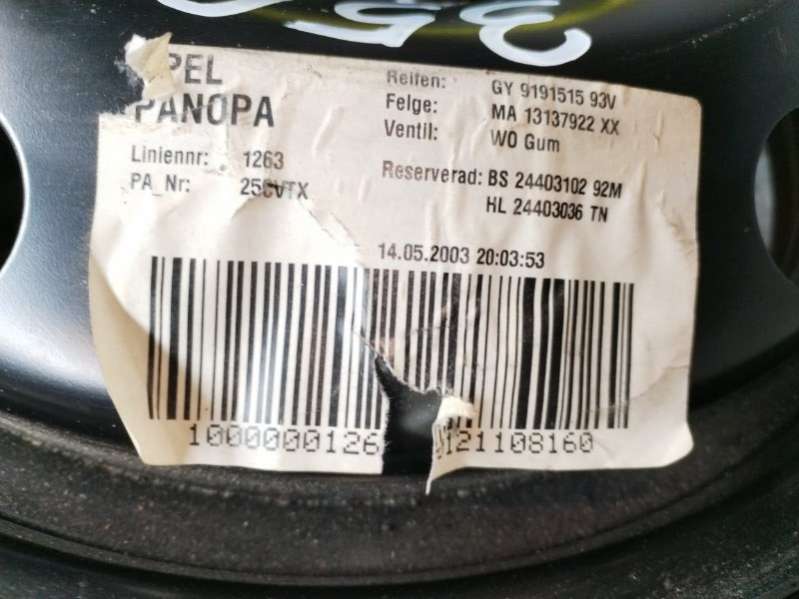 35
PEL
PANOPA
Liniennr: 1263
PA_Nr:
Reifen: GY 9191515 93V
Felge: MA 13137922 XX
Ventil: WO Gum
Reserverad: BS 24403102 92M
HL 24403036 TN
14.05.2003 20:03:53
1000000126 121108160